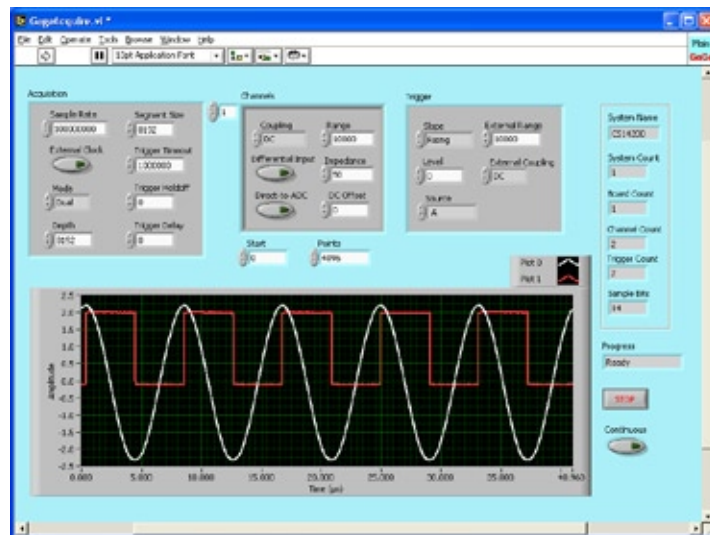 GageAcquire.vi *
File Edit Operate Tools Browse Window Help
13pt Application Font
Main
Acquisition
Sample Rate
100000000
Segment Size
8192
External Clock
Trigger Timeout
1000000
Mode
Dual
Trigger Holdoff
0
Depth
8192
Trigger Delay
0
1
Channels
Coupling
DC
Range
10000
Differential Input
Impedance
50
Direct-to-ADC
DC Offset
0
Start
0
Points
4096
Trigger
Slope
Rising
External Range
10000
Level
0
External Coupling
DC
Source
A
System Name
CS14200
System Count
1
Board Count
1
Channel Count
2
Trigger Count
2
Sample Bits
14
Progress
Ready
STOP
Continuous
Plot 0
Plot 1
Amplitude
2.5
2.0
1.5
1.0
0.5
0.0
-0.5
-1.0
-1.5
-2.0
-2.5
0.000 5.000 10.000 15.000 20.000 25.000 30.000 35.000 40.960
Time (µs)